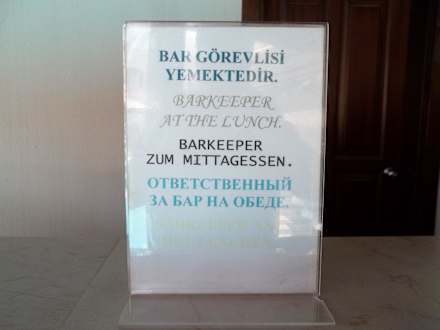 BAR GÖREVLİSİ
YEMEKTEDİR.
BARKEEPER
AT THE LUNCH.
BARKEEPER
ZUM MITTAGESSEN.
ОТВЕТСТВЕННЫЙ
ЗА БАР НА ОБЕДЕ.